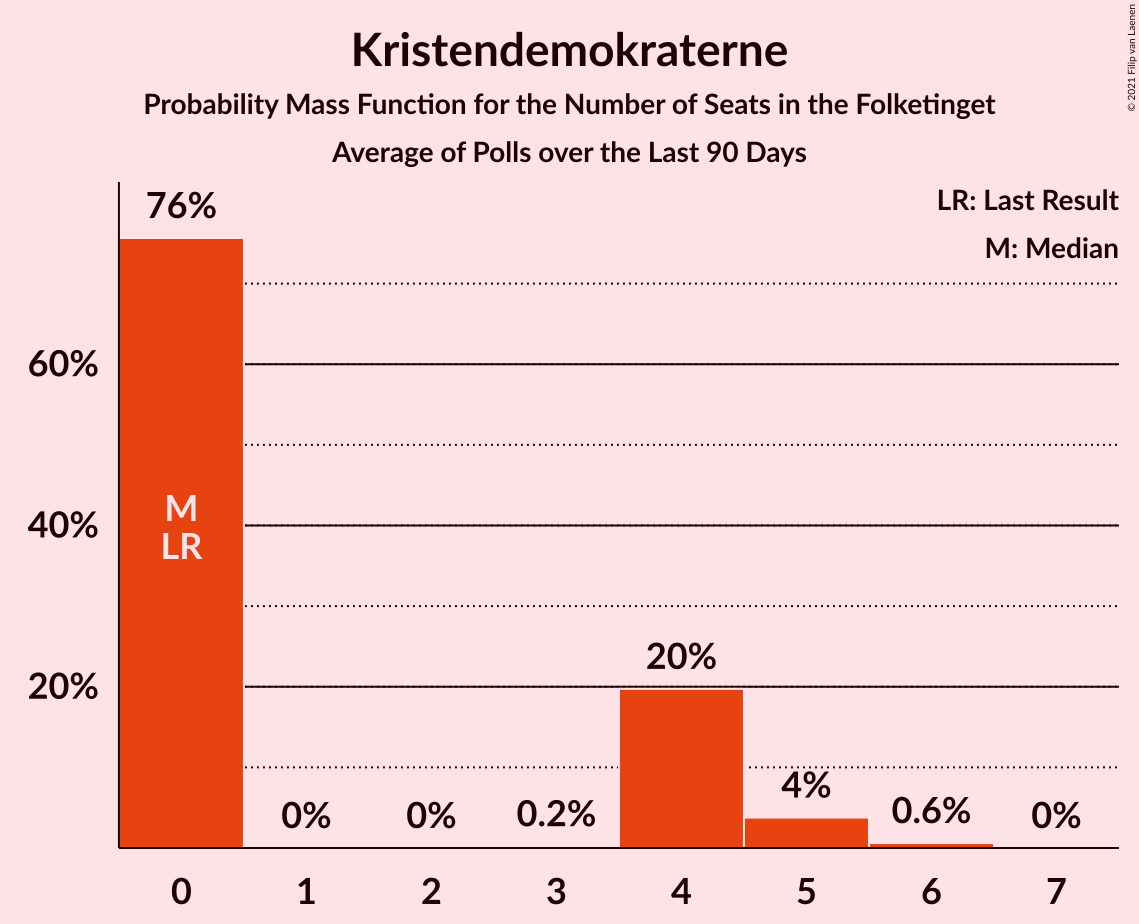 Kristendemokraterne
Probability Mass Function for the Number of Seats in the Folketinget
Average of Polls over the Last 90 Days
© 2021 Filip van Laenen
LR: Last Result
M: Median
76%
60%
40%
20%
M
LR
0%
0%
0.2%
20%
4%
0.6%
0%
0
1
2
3
4
5
6
7